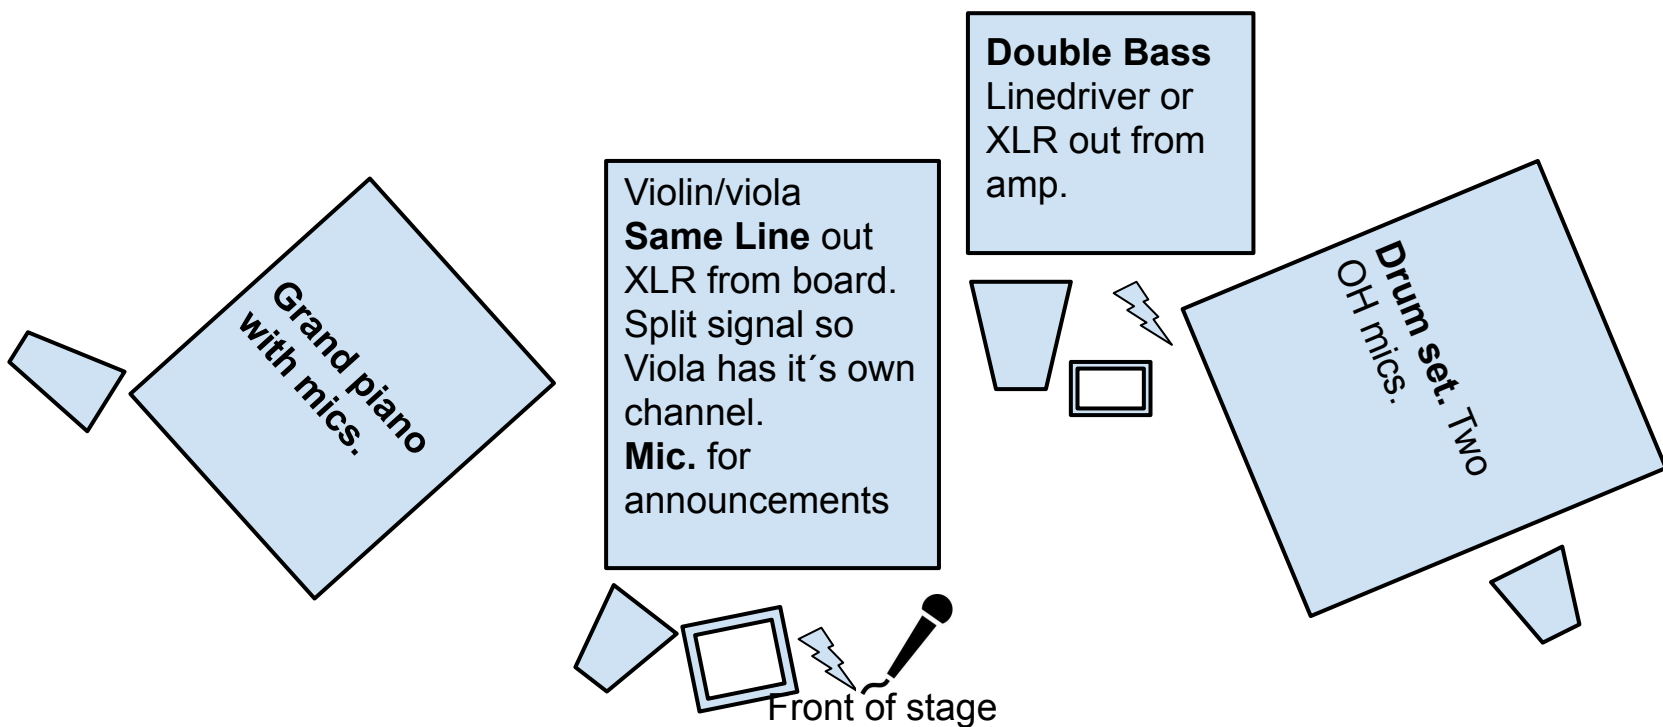 Double Bass
Linedriver or
XLR out from
amp.
Violin/viola
Same Line out
XLR from board.
Split signal so
Viola has it´s own
channel.
Mic. for
announcements
Grand piano
with mics.
Drum set. Two
OH mics.
Front of stage